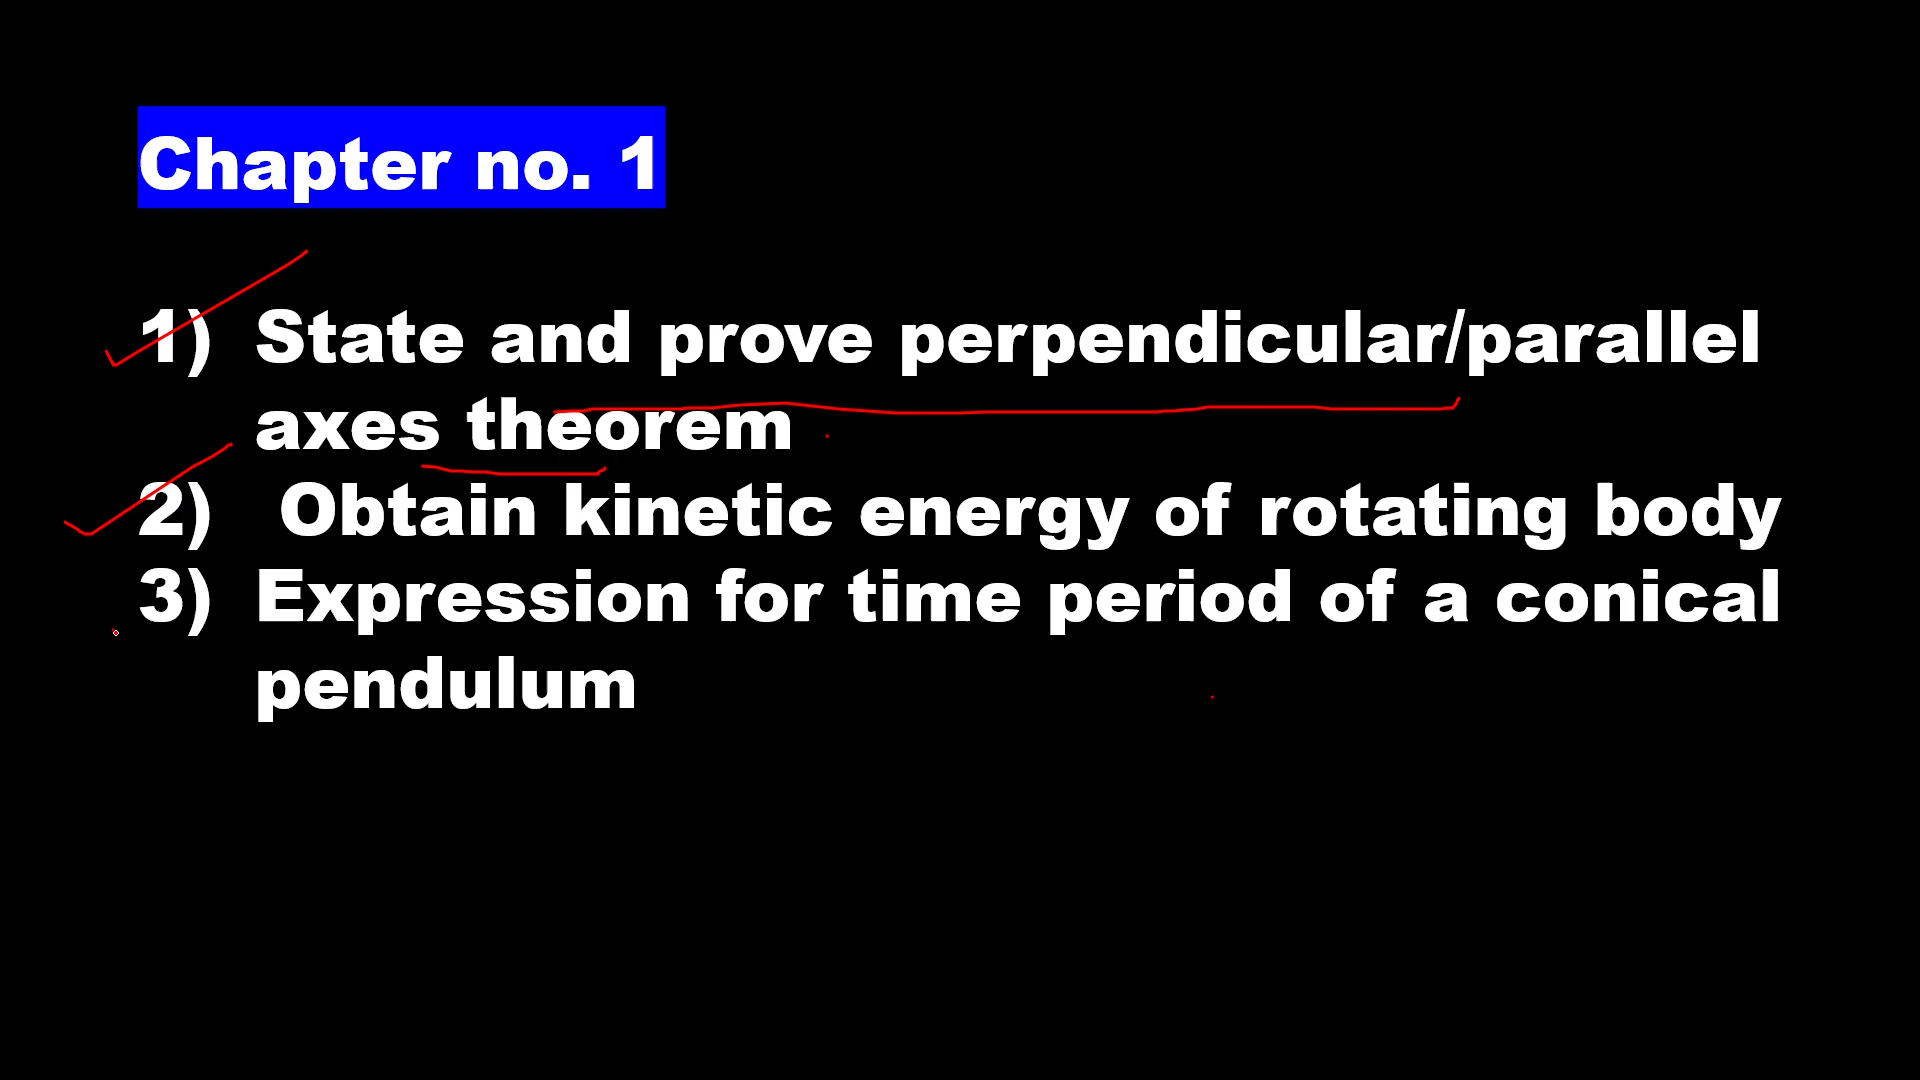 Chapter no. 1
1) State and prove perpendicular/parallel
axes theorem
2) Obtain kinetic energy of rotating body
3) Expression for time period of a conical
pendulum